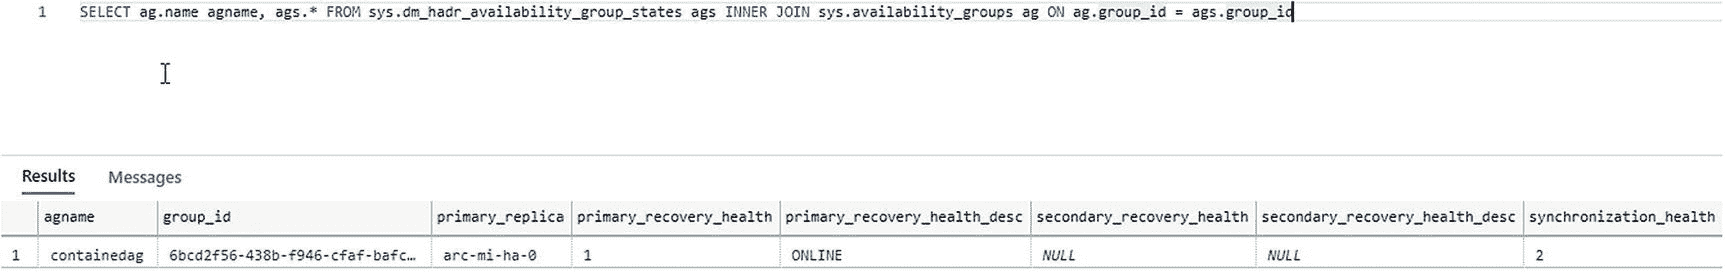 1 SELECT ag.name agname, ags.* FROM sys.dm_hadr_availability_group_states ags INNER JOIN sys.availability_groups ag ON ag.group_id = ags.group_id
Results Messages
agname group_id primary_replica primary_recovery_health primary_recovery_health_desc secondary_recovery_health secondary_recovery_health_desc synchronization_health
1 containedag 6bcd2f56-438b-f946-cfaf-bafc… arc-mi-ha-0 1 ONLINE NULL NULL 2